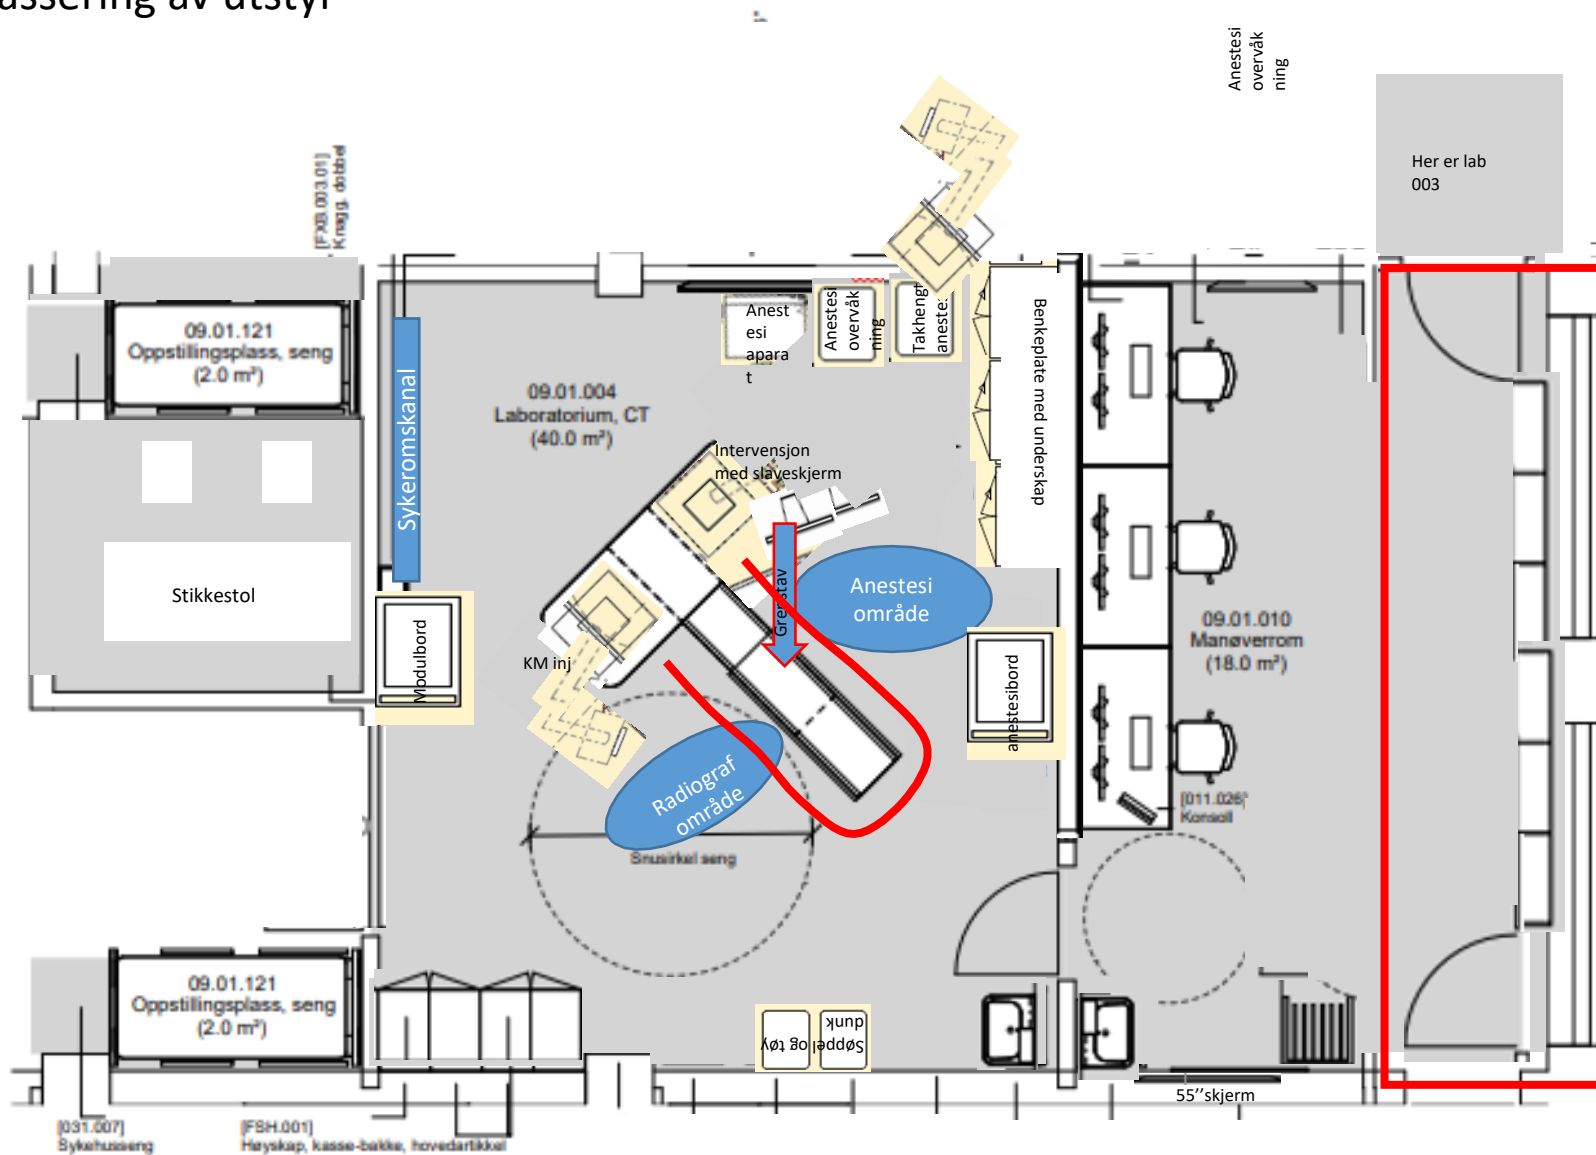 assering av utstyr
Anestesi
overvåk
ning
Her er lab
003
[FXB.003.01]
Knagg. dobbel
09.01.121
Oppstillingsplass, seng
(2.0 m²)
Sykeromskanal
09.01.004
Laboratorium, CT
(40.0 m²)
Anest
esi
apara
t
Anestesi
overvåk
ning
Takhengt
aneste
Benkeplate med underskap
Intervensjon
med slaveskjerm
Stikkestol
Modulbord
KM inj
Grenstav
Anestesi
område
anestesibord
09.01.010
Manøverrom
(18.0 m²)
Radiograf
område
Snusirkel seng
[011.026]
Konsoll
09.01.121
Oppstillingsplass, seng
(2.0 m²)
og tøy
Søppel
dunk
55’’skjerm
[031.007]
Sykehusseng
[FSH.001]
Høyskap, kasse-bakke, hovedartikkel